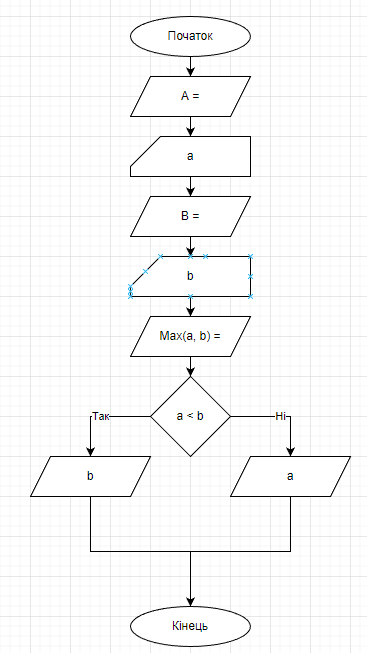 Початок
A =
a
B =
b
Max(a, b) =
a < b
Так
Ні
b
a
Кінець